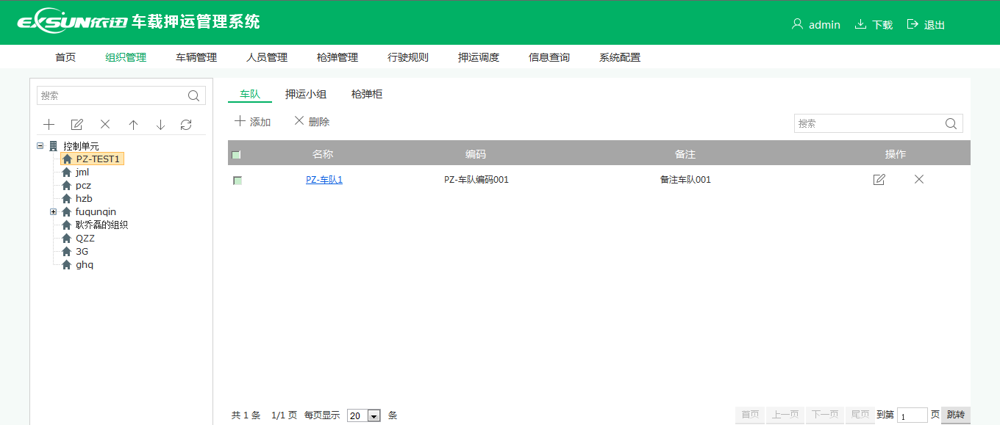 EXSUN依迅 车载押运管理系统
admin 下载 退出
首页 组织管理 车辆管理 人员管理 枪弹管理 行驶规则 押运调度 信息查询 系统配置
搜索
控制单元
PZ-TEST1
jml
pcz
hzb
fuqunqin
耿乔磊的组织
QZZ
3G
ghq
车队 押运小组 枪弹柜
添加 删除
搜索
名称 编码 备注 操作
PZ-车队1 PZ-车队编码001 备注车队001
共 1 条 1/1 页 每页显示 20 条
首页 上一页 下一页 尾页 到第 1 页 跳转